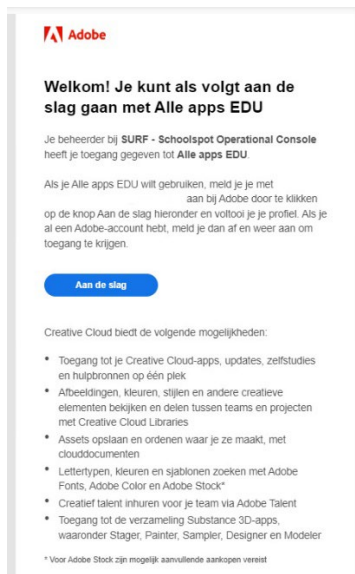 Adobe
Welkom! Je kunt als volgt aan de
slag gaan met Alle apps EDU
Je beheerder bij SURF - Schoolspot Operational Console
heeft je toegang gegeven tot Alle apps EDU.
Als je Alle apps EDU wilt gebruiken, meld je je met
aan bij Adobe door te klikken
op de knop Aan de slag hieronder en voltooi je je profiel. Als je
al een Adobe-account hebt, meld je dan af en weer aan om
toegang te krijgen.
Aan de slag
Creative Cloud biedt de volgende mogelijkheden:
* Toegang tot je Creative Cloud-apps, updates, zelfstudies
en hulpbronnen op één plek
* Afbeeldingen, kleuren, stijlen en andere creatieve
elementen bekijken en delen tussen teams en projecten
met Creative Cloud Libraries
* Assets opslaan en ordenen waar je ze maakt, met
clouddocumenten
* Lettertypen, kleuren en sjablonen zoeken met Adobe
Fonts, Adobe Color en Adobe Stock*
* Creatief talent inhuren voor je team via Adobe Talent
* Toegang tot de verzameling Substance 3D-apps,
waaronder Stager, Painter, Sampler, Designer en Modeler
* Voor Adobe Stock zijn mogelijk aanvullende aankopen vereist